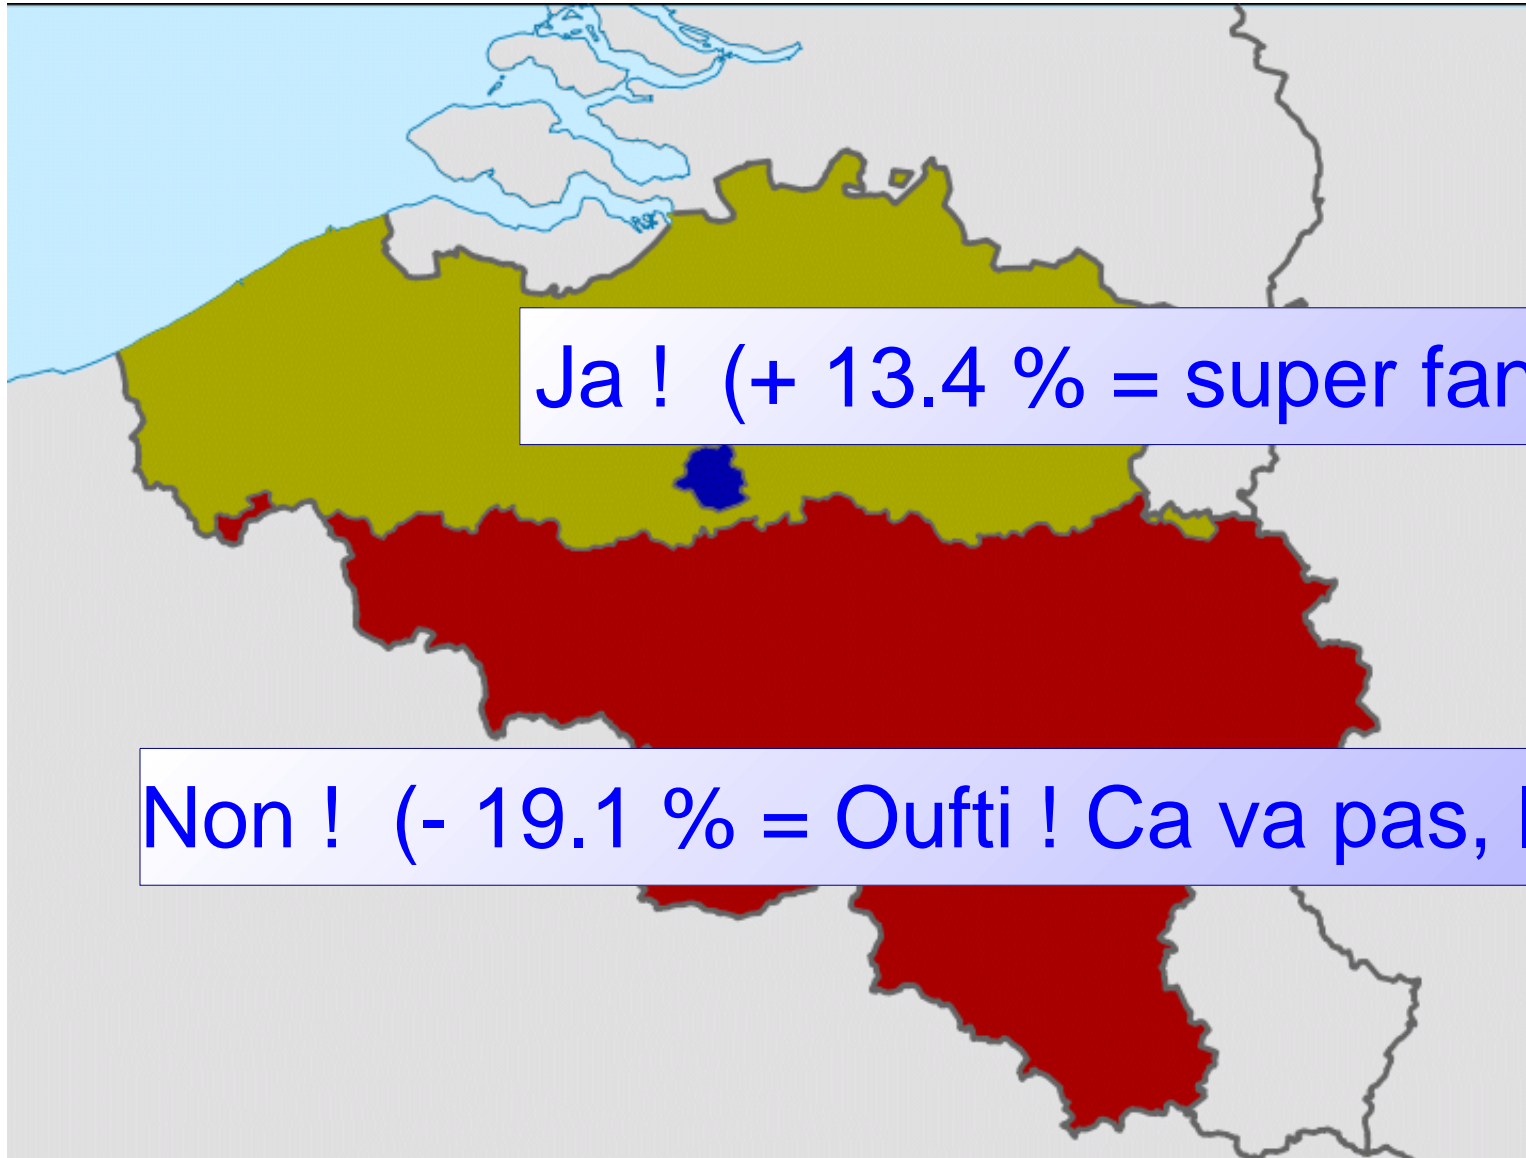 Ja ! (+ 13.4 % = super
Non ! (- 19.1 % = Oufti ! Ca va pas,